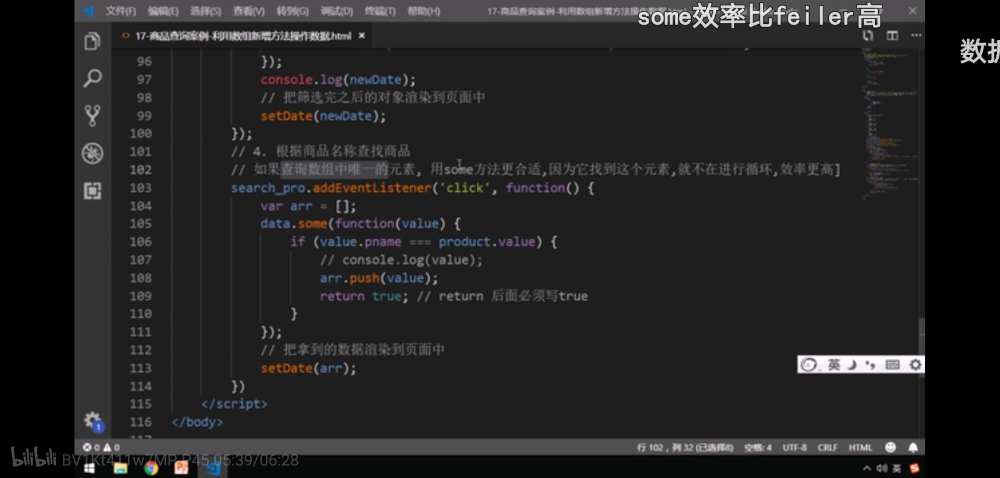 文件(F) 编辑(E) 选择(S) 查看(V) 转到(G) 调试(D) 终端(T) 帮助(H) 17-商品查询案例-利用数组新增方法操作数据
some效率比feiler高
17-商品查询案例-利用数组新增方法操作数据.html
数据
96 });
97 console.log(newDate);
98 // 把筛选完之后的对象渲染到页面中
99 setDate(newDate);
100 });
101 // 4. 根据商品名称查找商品
102 // 如果查询数组中唯一的元素, 用some方法更合适,因为它找到这个元素,就不在进行循环,效率更高]
103 search_pro.addEventListener('click', function() {
104 var arr = [];
105 data.some(function(value) {
106 if (value.pname === product.value) {
107 // console.log(value);
108 arr.push(value);
109 return true; // return 后面必须写true
110 }
111 });
112 // 把拿到的数据渲染到页面中
113 setDate(arr);
114 })
115 </script>
116 </body>
英
1
0 0 行 102，列 32 (已选择8) 空格: 4 UTF-8 CRLF HTML
bilibili BV1Kt411w7MP P45 05:39/06:28
英